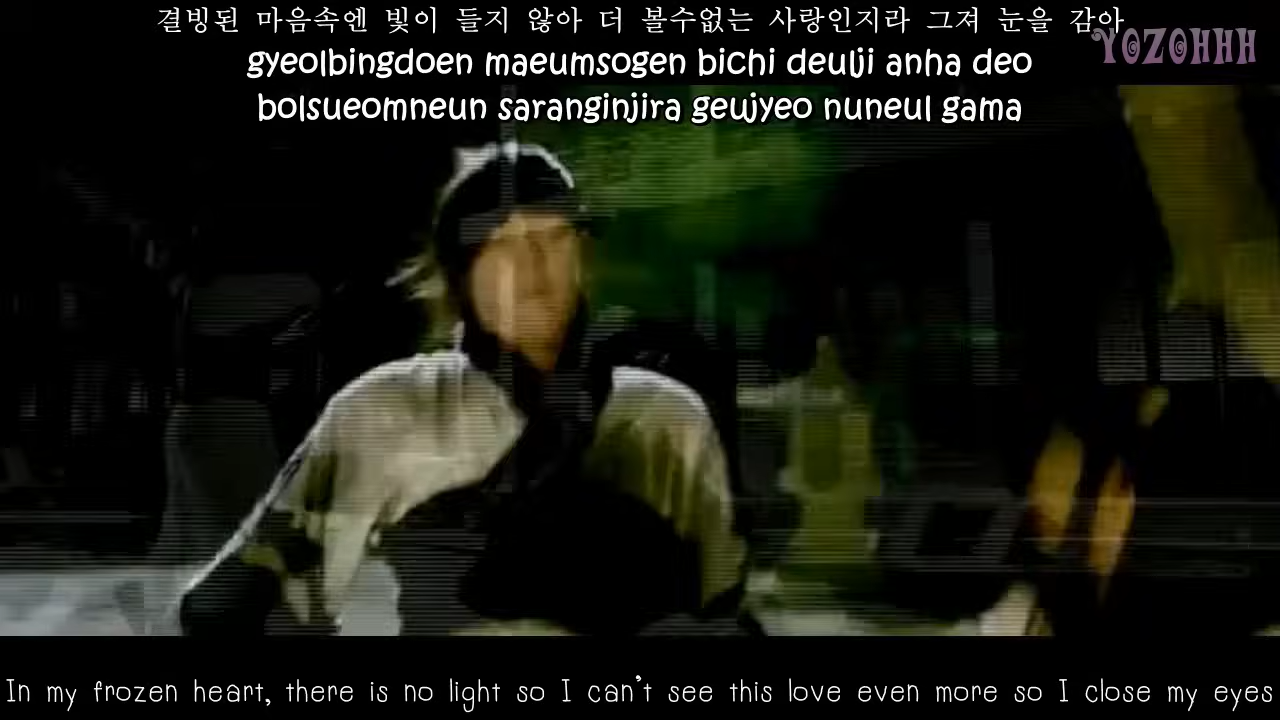 결빙된 마음속엔 빛이 들지 않아 더 볼수없는 사랑인지라 그져 눈을 감아
YOZOHHH
gyeolbingdoen maeumsogen bichi deulji anha deo
bolsueomneun saranginjira geujyeo nuneul gama
In my frozen heart, there is no light so I can't see this love even more so I close my eyes